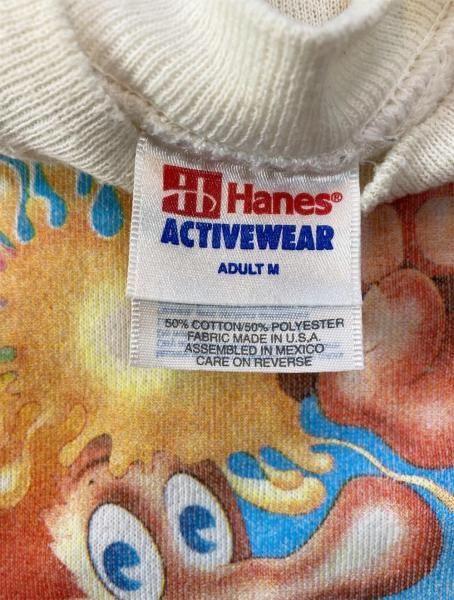 Hanes®
ACTIVEWEAR
ADULT M
50% COTTON/50% POLYESTER
FABRIC MADE IN U.S.A.
ASSEMBLED IN MEXICO
CARE ON REVERSE